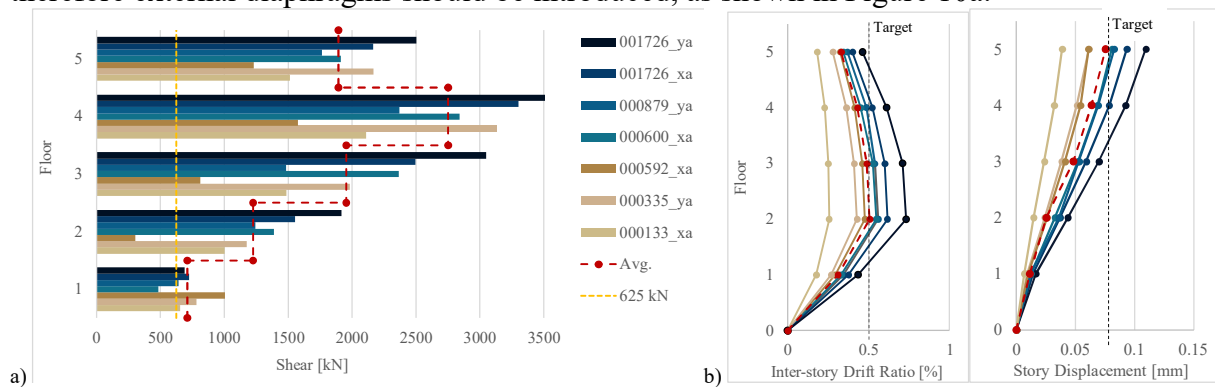 therefore external diaphragms should be introduced, as shown in Figure 10a.
5
4
3
2
1
Floor
0 500 1000 1500 2000 2500 3000 3500
Shear [kN]
001726_ya
001726_xa
000879_ya
000600_xa
000592_xa
000335_ya
000133_xa
Avg.
625 kN
a)
Target
5
4
3
2
1
0
Floor
0 0.5 1
Inter-story Drift Ratio [%]
b)
Target
5
4
3
2
1
0
0 0.05 0.1 0.15
Story Displacement [mm]